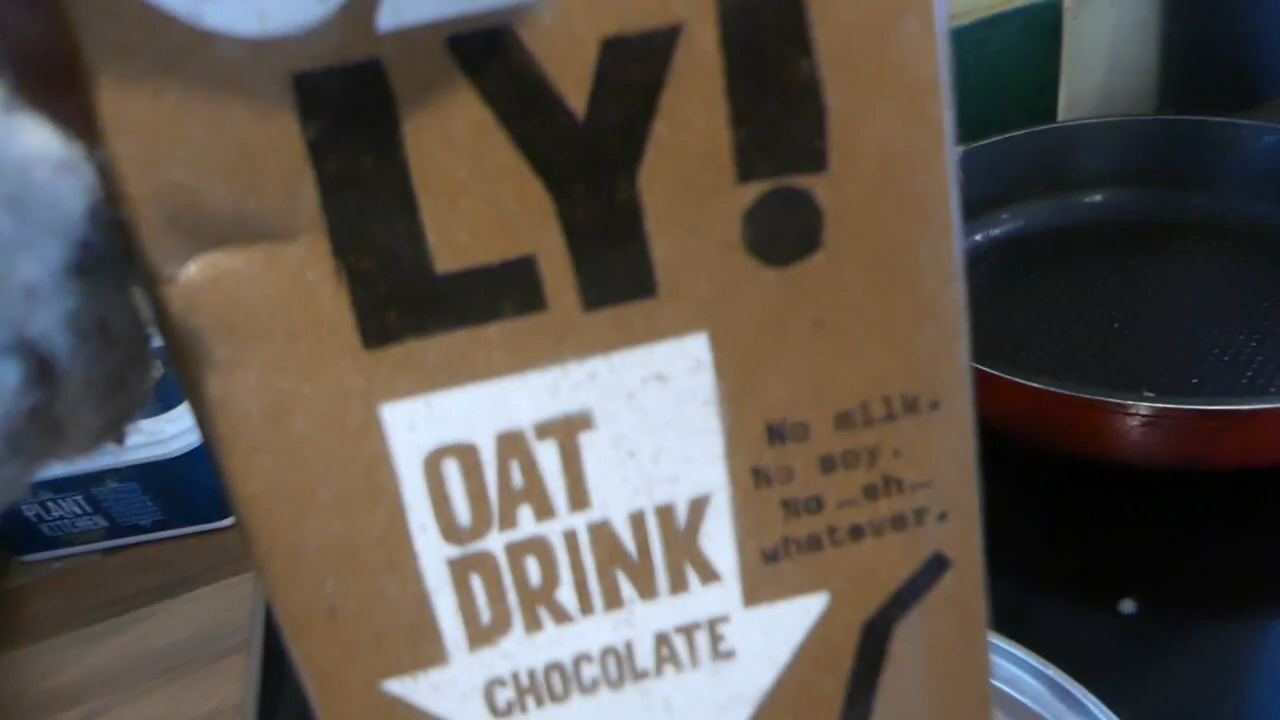 LY!
OAT
DRINK
CHOCOLATE
No milk.
No soy.
No …eh…
whatever.
PLANT
KITCHEN